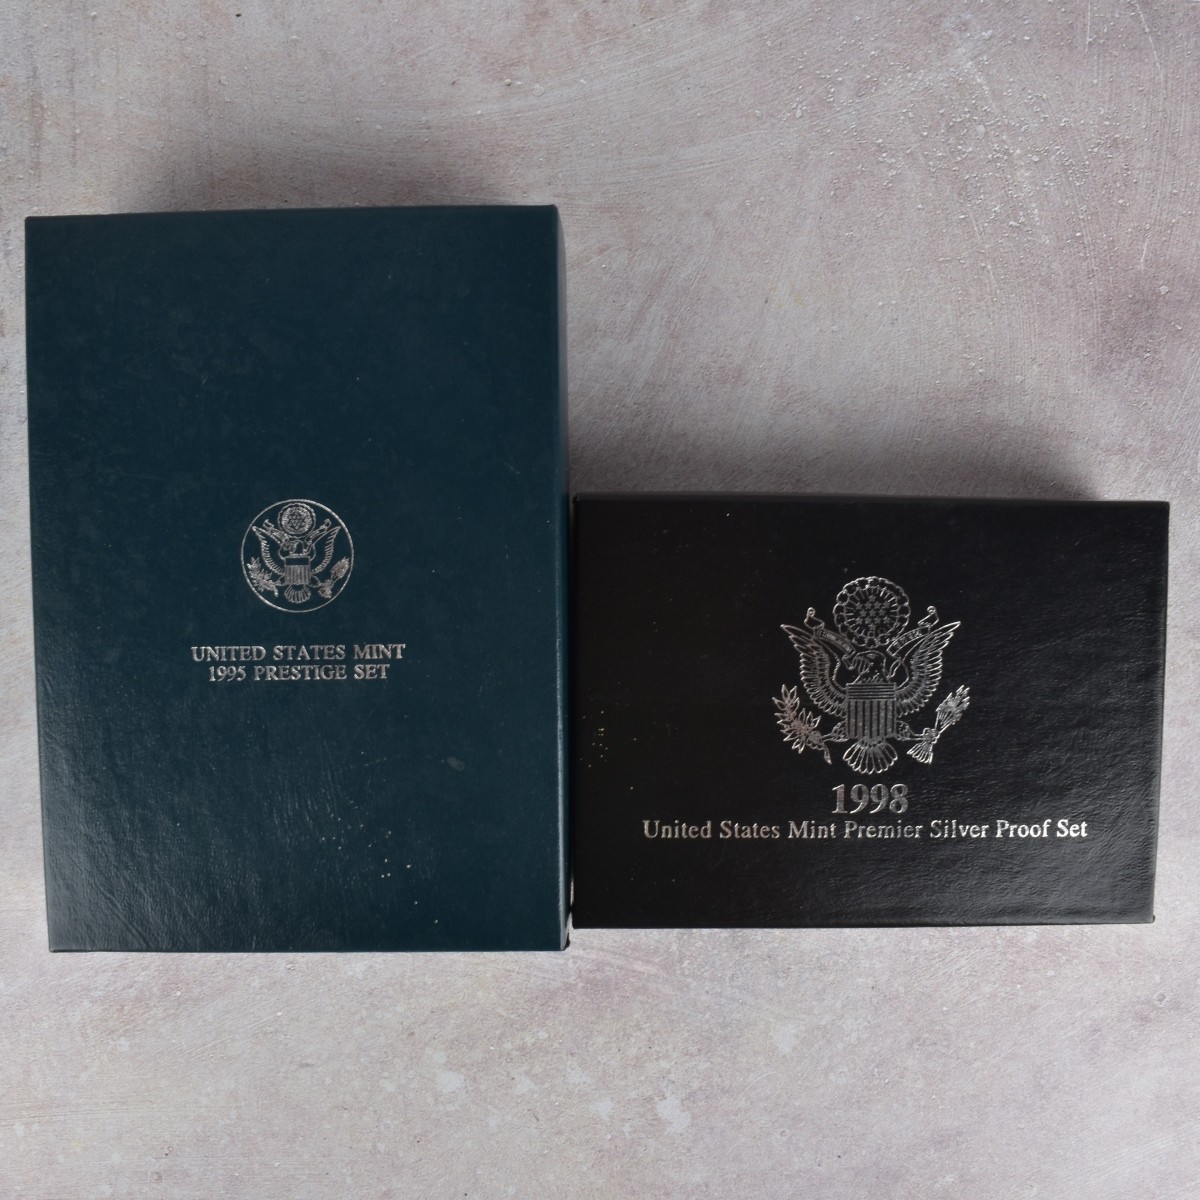 UNITED STATES MINT
1995 PRESTIGE SET
1998
United States Mint Premier Silver Proof Set